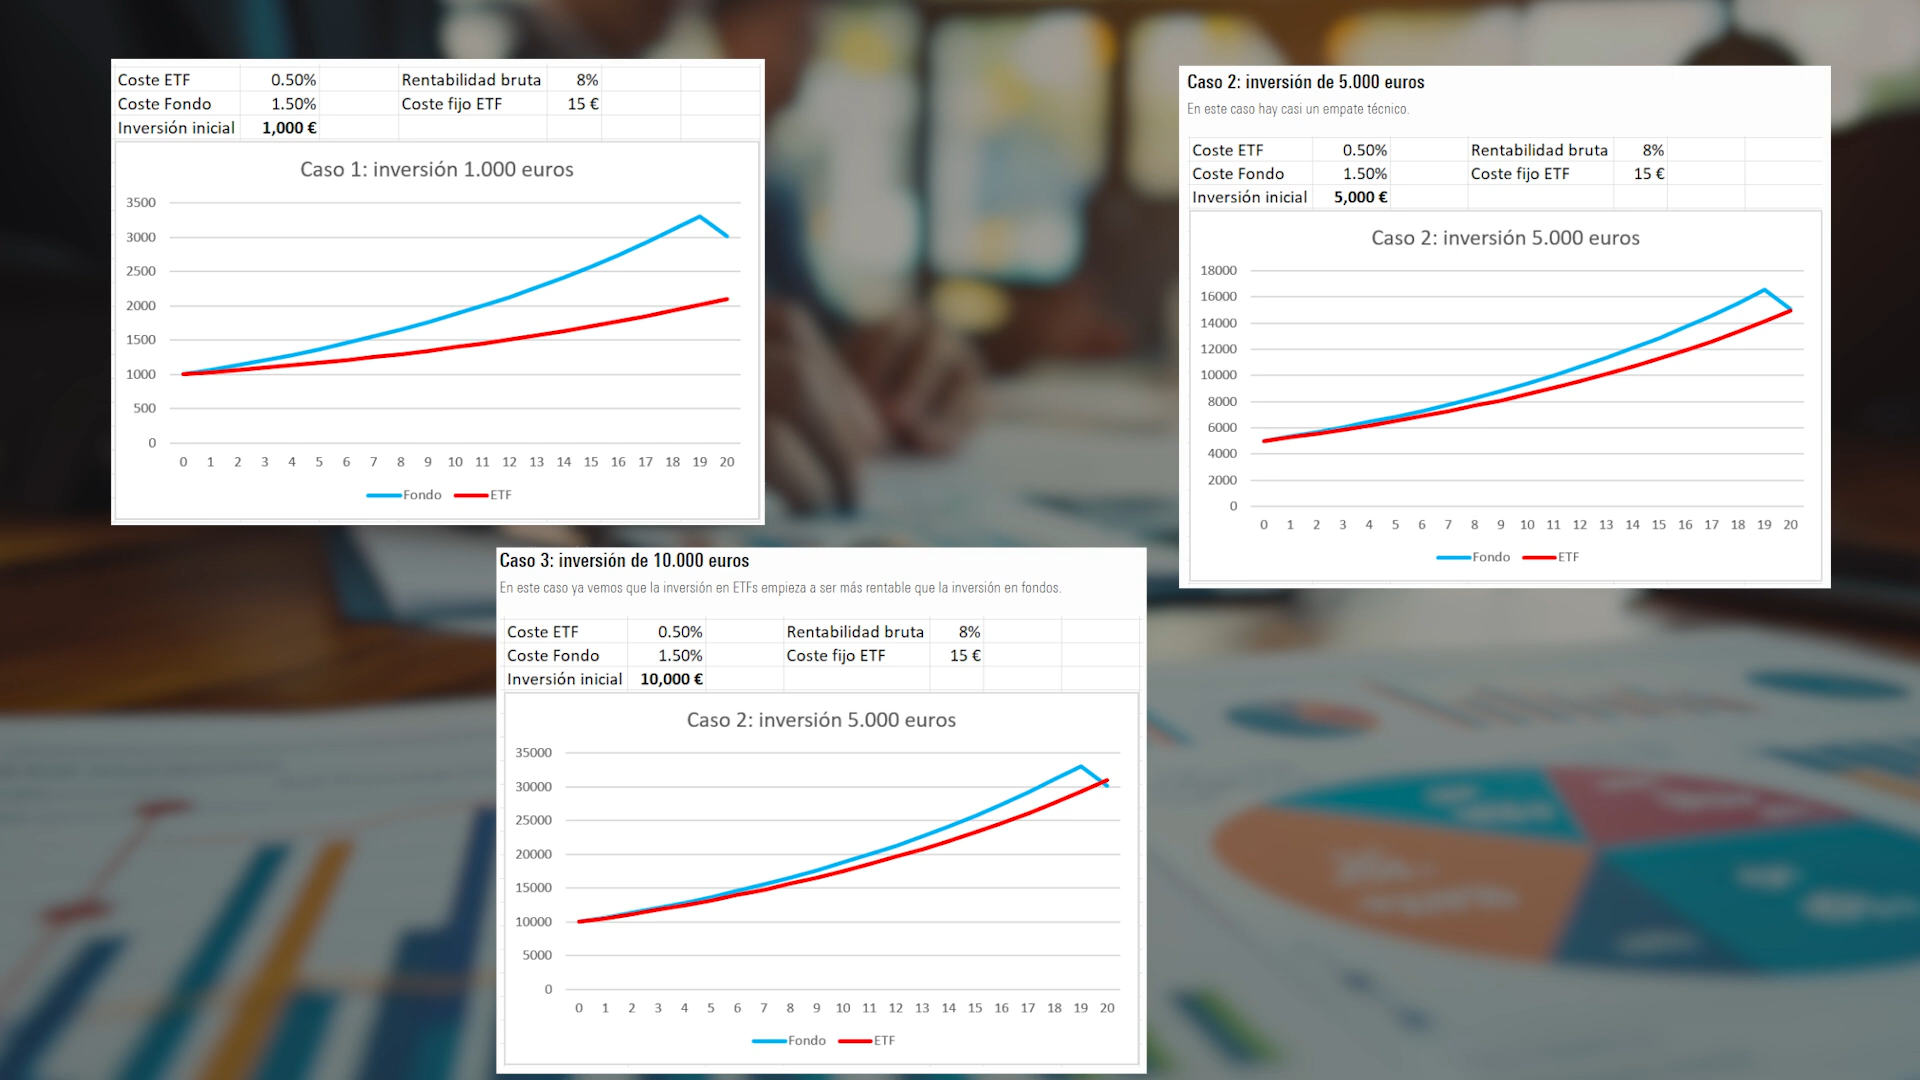 Coste ETF 0.50% Rentabilidad bruta 8%
Coste Fondo 1.50% Coste fijo ETF 15 €
Inversión inicial 1,000 €
Caso 1: inversión 1.000 euros
3500
3000
2500
2000
1500
1000
500
0
0 1 2 3 4 5 6 7 8 9 10 11 12 13 14 15 16 17 18 19 20
Fondo ETF
Caso 2: inversión de 5.000 euros
En este caso hay casi un empate técnico.
Coste ETF 0.50% Rentabilidad bruta 8%
Coste Fondo 1.50% Coste fijo ETF 15 €
Inversión inicial 5,000 €
Caso 2: inversión 5.000 euros
18000
16000
14000
12000
10000
8000
6000
4000
2000
0
0 1 2 3 4 5 6 7 8 9 10 11 12 13 14 15 16 17 18 19 20
Fondo ETF
Caso 3: inversión de 10.000 euros
En este caso ya vemos que la inversión en ETFs empieza a ser más rentable que la inversión en fondos.
Coste ETF 0.50% Rentabilidad bruta 8%
Coste Fondo 1.50% Coste fijo ETF 15 €
Inversión inicial 10,000 €
Caso 2: inversión 5.000 euros
35000
30000
25000
20000
15000
10000
5000
0
0 1 2 3 4 5 6 7 8 9 10 11 12 13 14 15 16 17 18 19 20
Fondo ETF